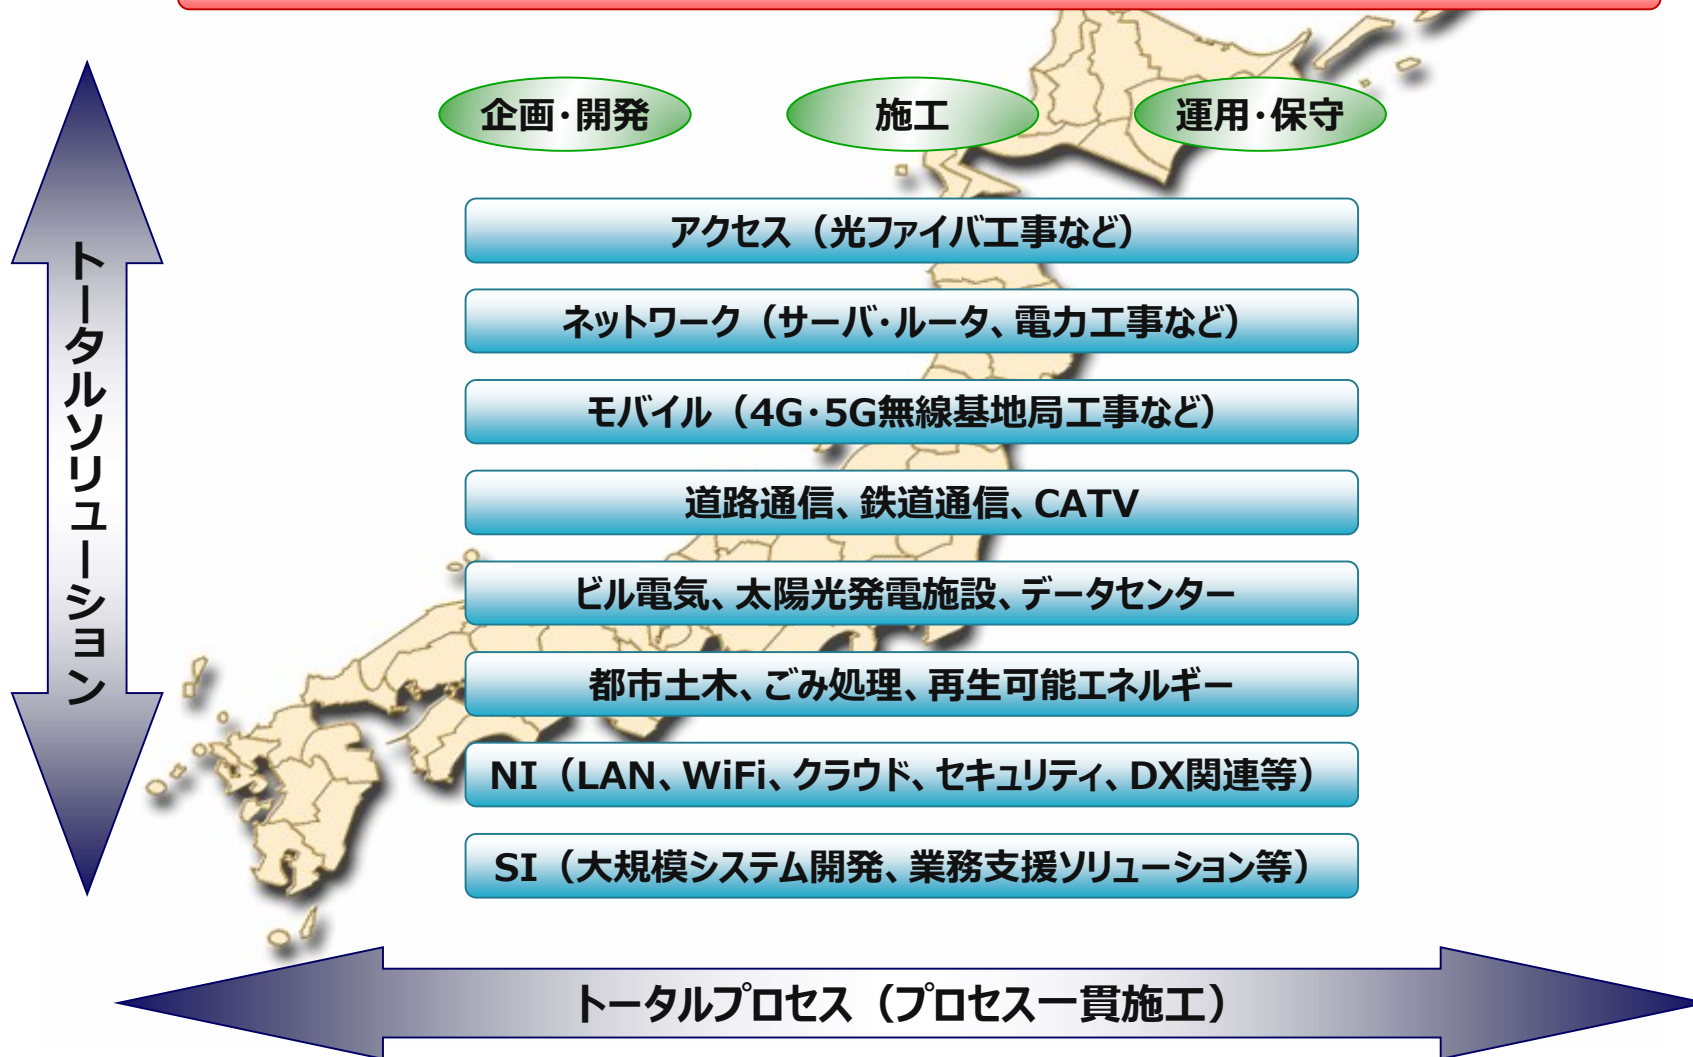 企画・開発
施工
運用・保守
トータルソリューション
アクセス（光ファイバ工事など）
ネットワーク（サーバ・ルータ、電力工事など）
モバイル（4G・5G無線基地局工事など）
道路通信、鉄道通信、CATV
ビル電気、太陽光発電施設、データセンター
都市土木、ごみ処理、再生可能エネルギー
NI（LAN、WiFi、クラウド、セキュリティ、DX関連等）
SI（大規模システム開発、業務支援ソリューション等）
トータルプロセス（プロセス一貫施工）